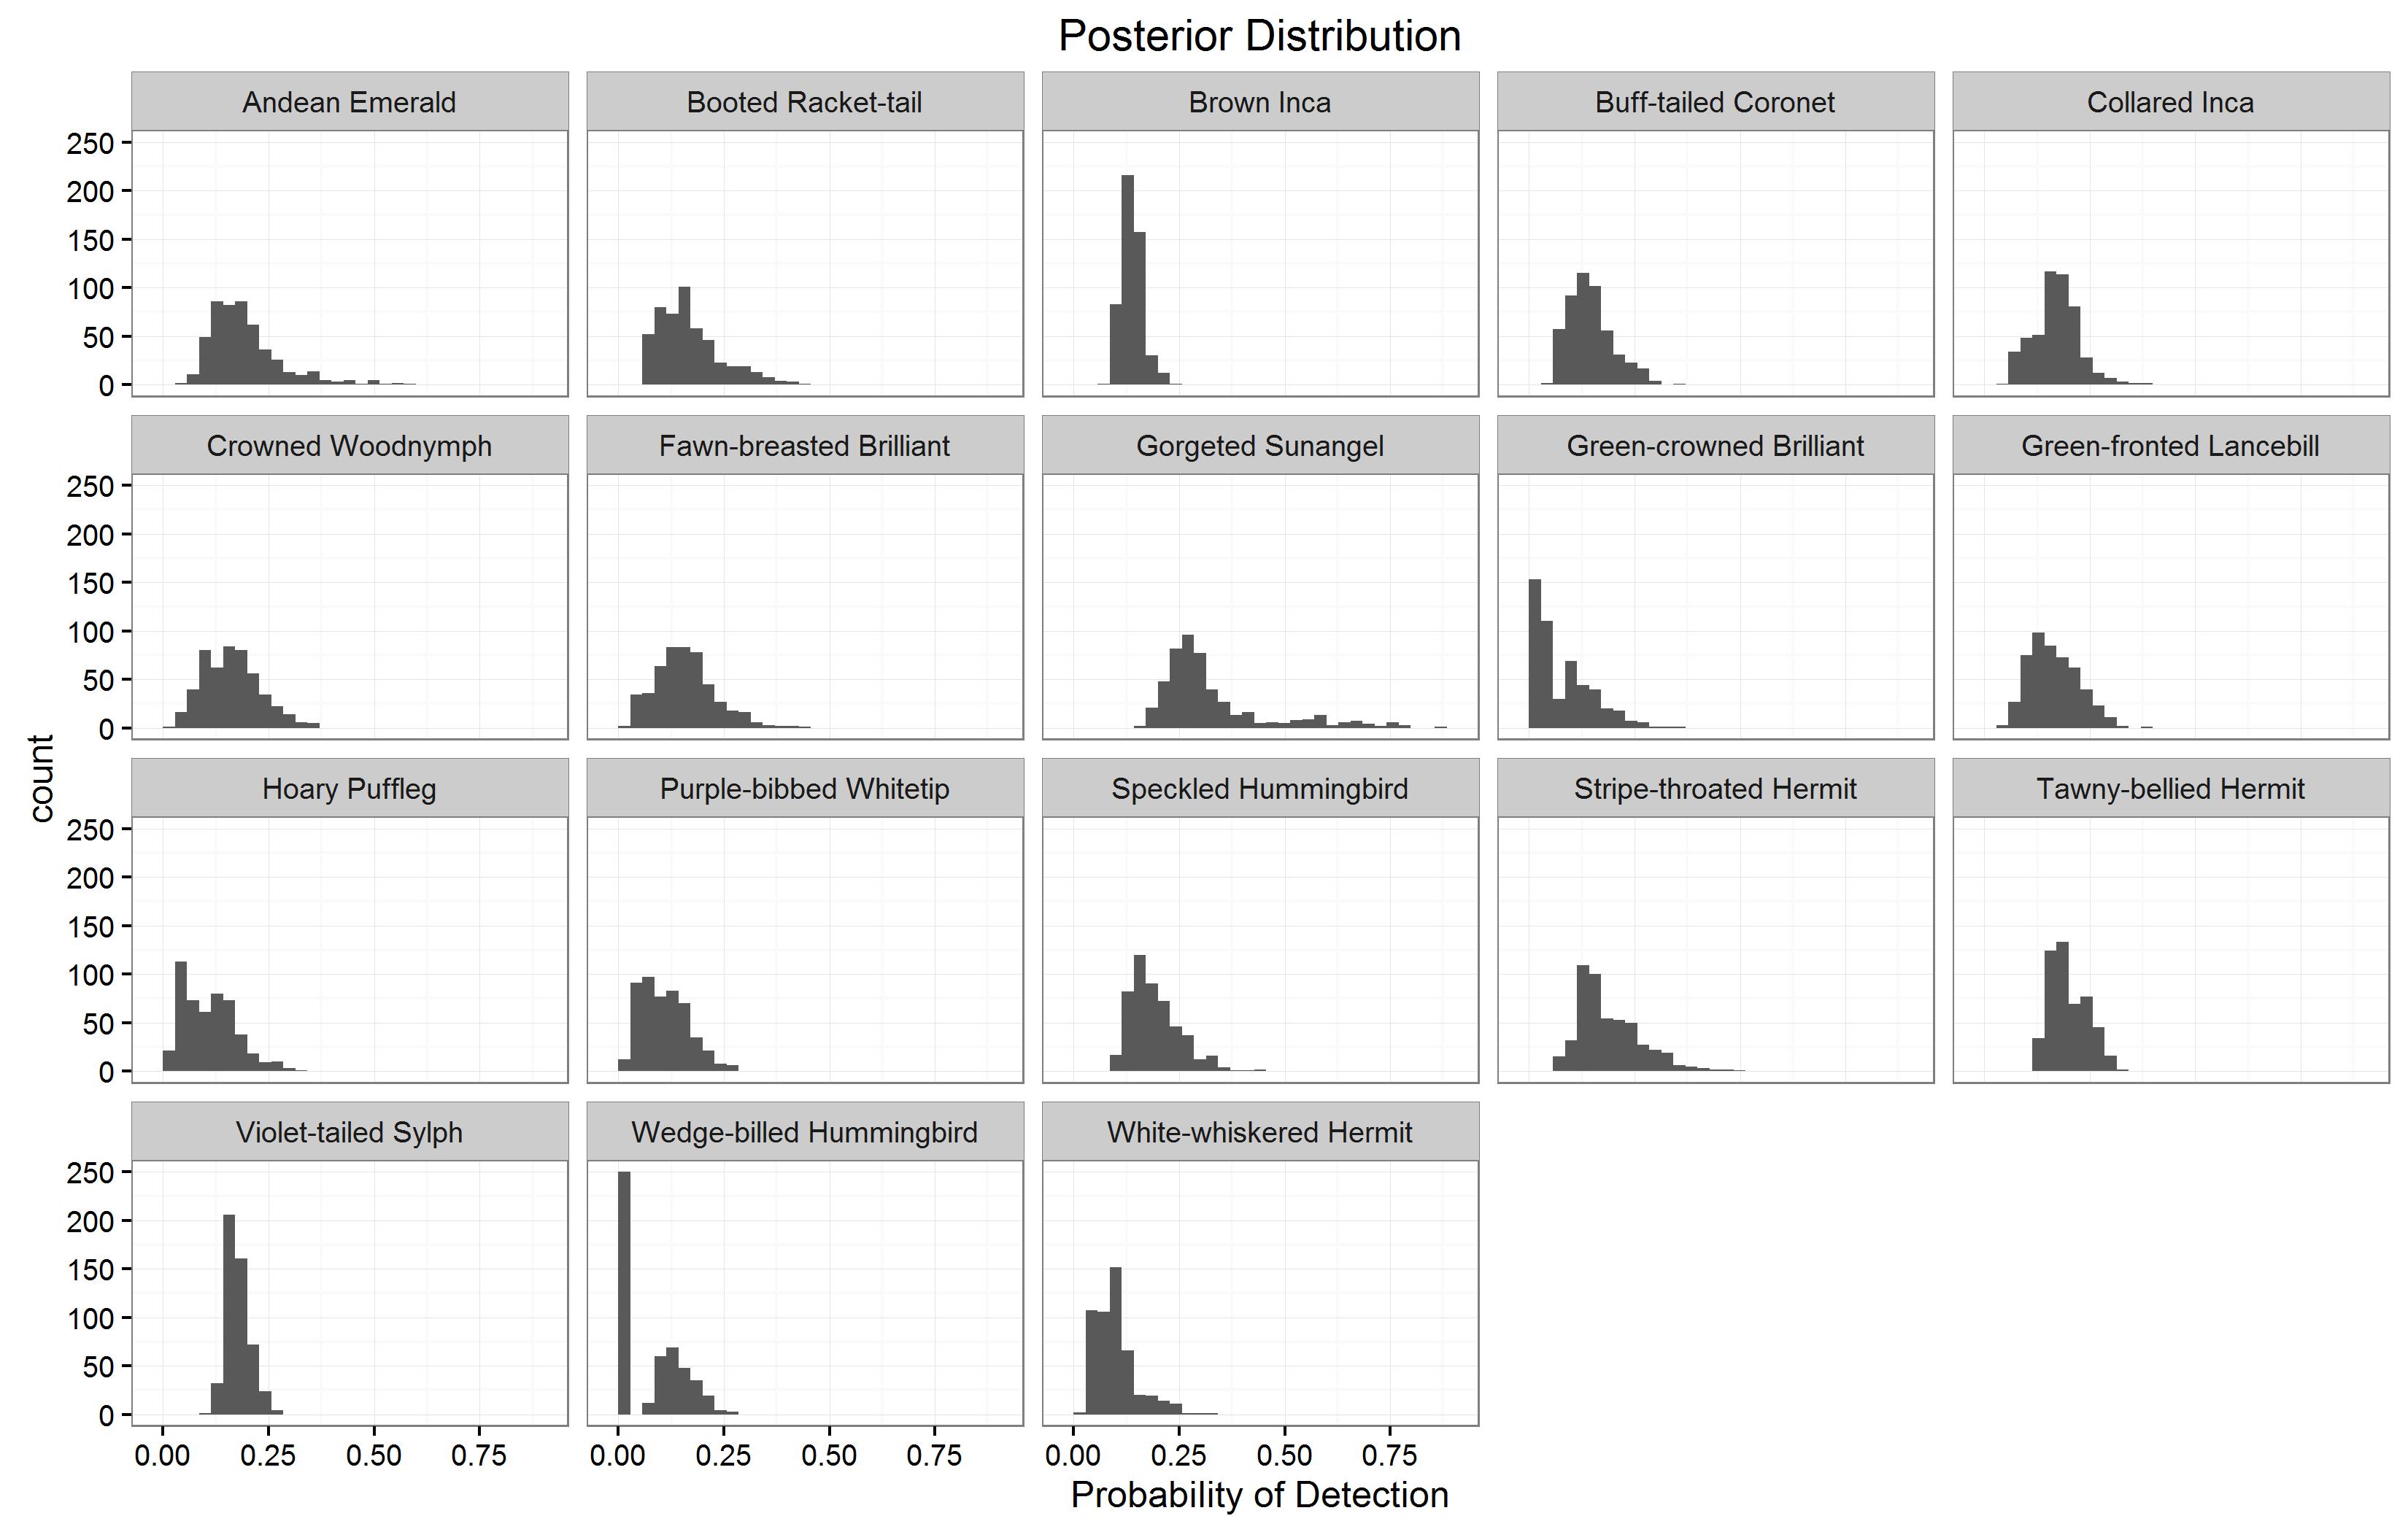 Posterior Distribution
Andean Emerald
Booted Racket-tail
Brown Inca
Buff-tailed Coronet
Collared Inca
250
200
150
100
50
0
Crowned Woodnymph
Fawn-breasted Brilliant
Gorgeted Sunangel
Green-crowned Brilliant
Green-fronted Lancebill
250
200
150
100
50
0
count
Hoary Puffleg
Purple-bibbed Whitetip
Speckled Hummingbird
Stripe-throated Hermit
Tawny-bellied Hermit
250
200
150
100
50
0
Violet-tailed Sylph
Wedge-billed Hummingbird
White-whiskered Hermit
250
200
150
100
50
0
0.00 0.25 0.50 0.75
0.00 0.25 0.50 0.75
0.00 0.25 0.50 0.75
Probability of Detection